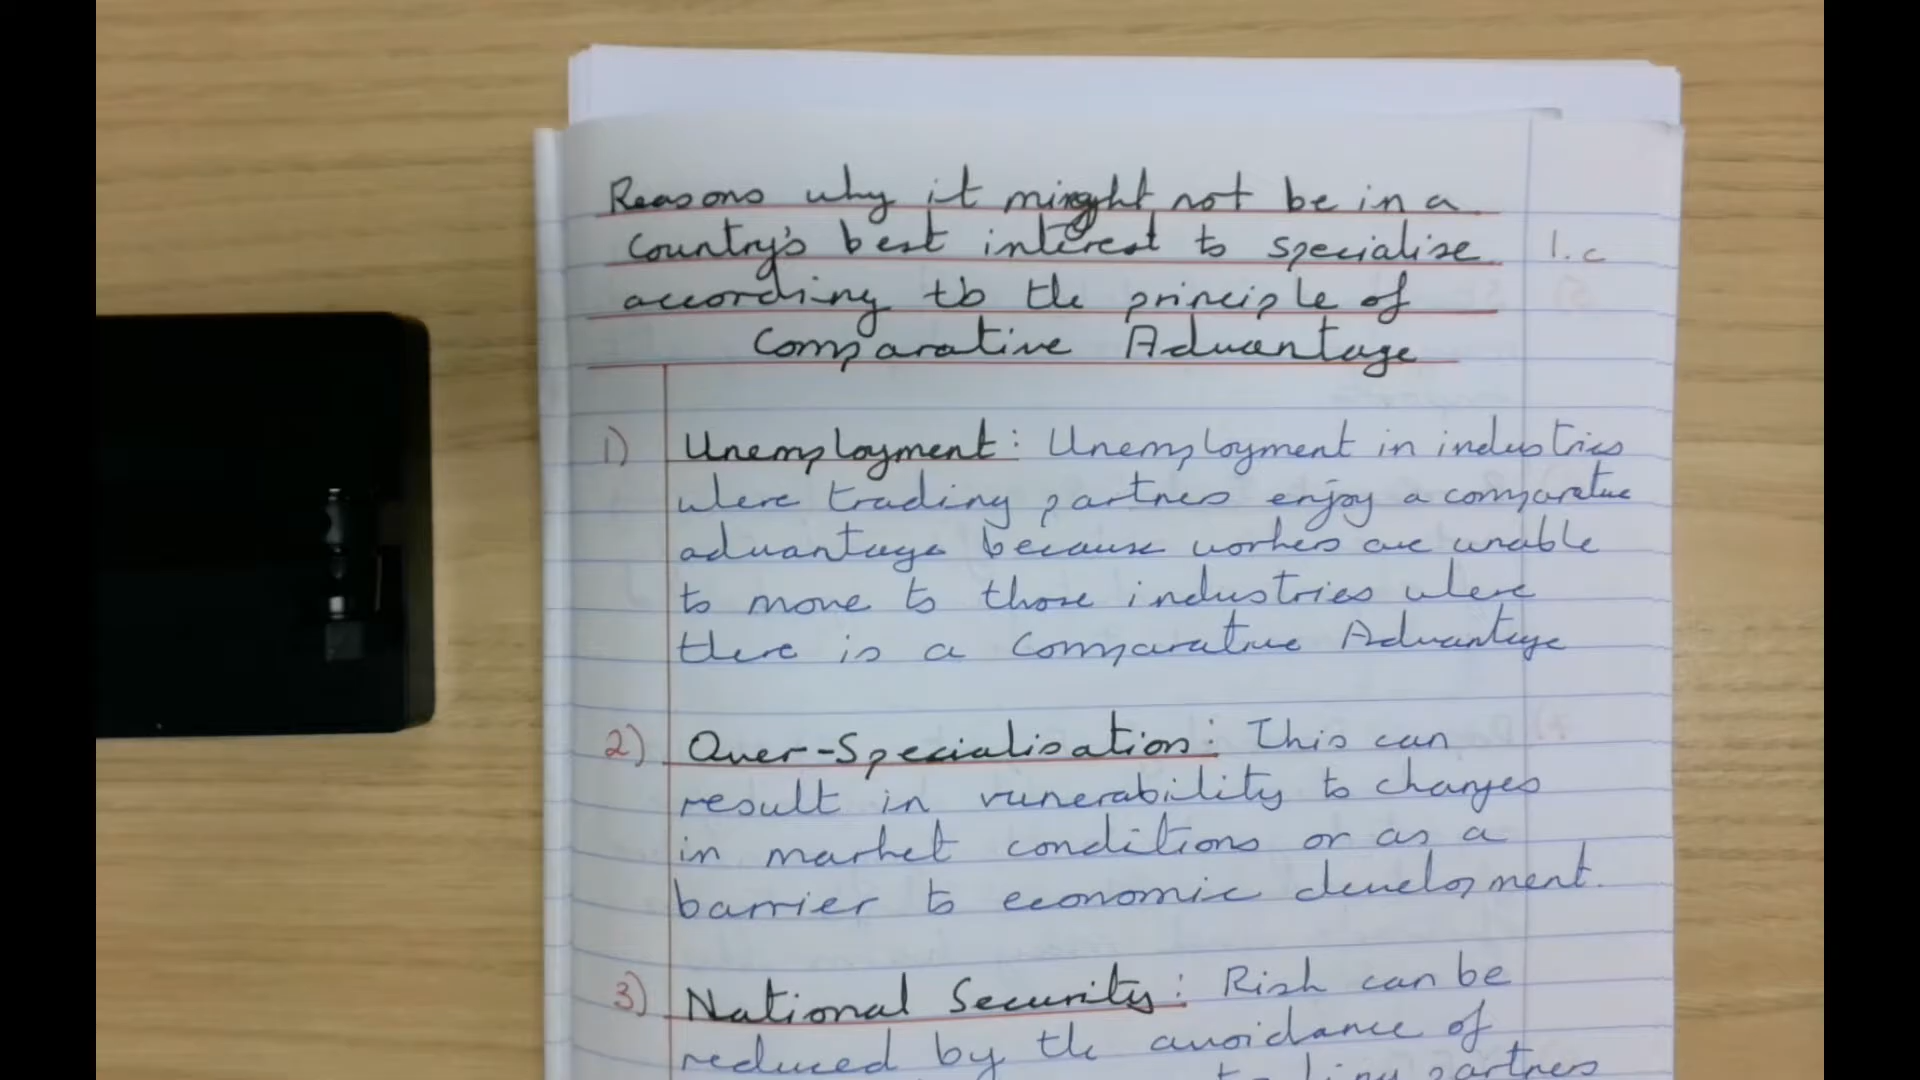 Reasons why it might not be in a
Country's best interest to specialise
1.c
according to the principle of
Comparative Advantage
1) Unemployment: Unemployment in industries
where trading partners enjoy a comparative
advantage because workers are unable
to move to those industries where
there is a Comparative Advantage
2) Over-Specialisation: This can
result in vunerability to changes
in market conditions or as a
barrier to economic development.
3) National Security: Risk can be
reduced by the avoidance of
trading partners